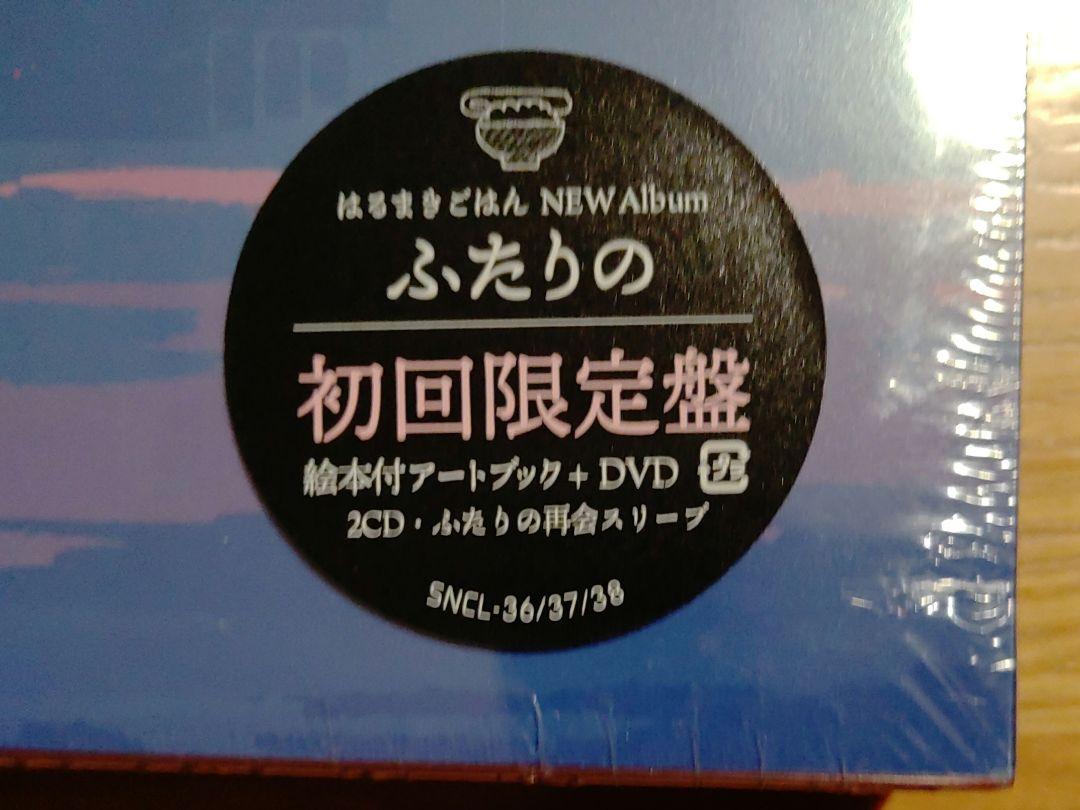 はるまきごはん NEW Album
ふたりの
初回限定盤
絵本付アートブック + DVD
2CD・ふたりの再会スリーブ
SNCL-36/37/38